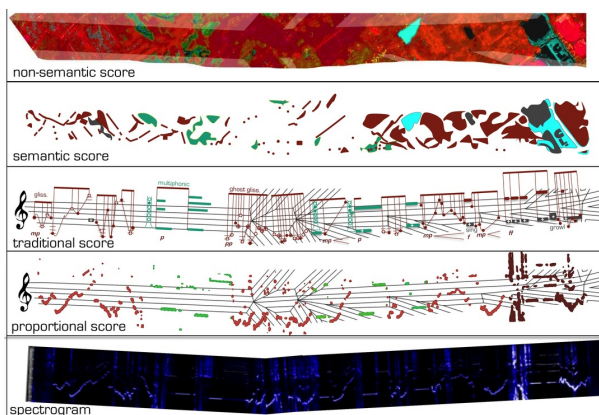 non-semantic score
semantic score
gliss.
multiphonic
ghost gliss.
mp
p
pp
mp
p
mp
f
sing
mp
ff
growl
traditional score
proportional score
spectrogram